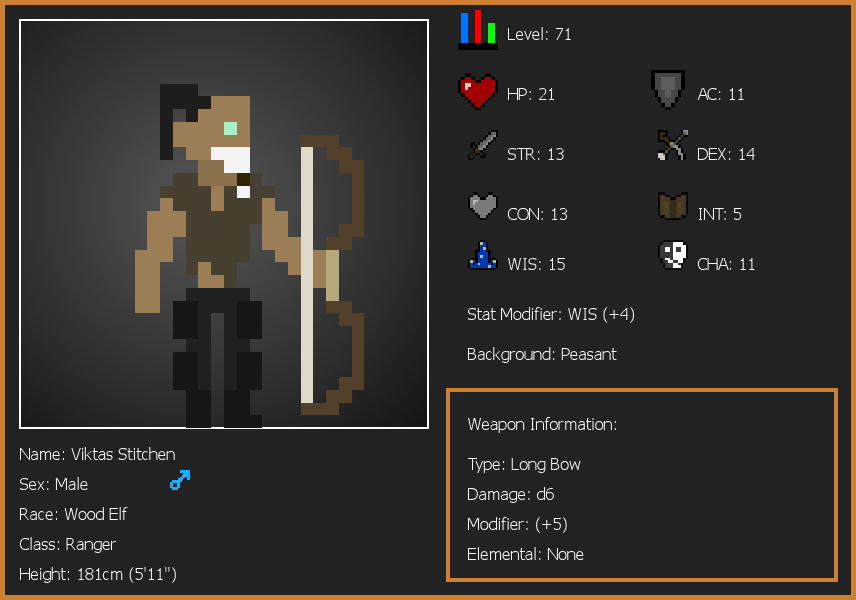 Level: 71
HP: 21
AC: 11
STR: 13
DEX: 14
CON: 13
INT: 5
WIS: 15
CHA: 11
Stat Modifier: WIS (+4)
Background: Peasant
Weapon Information:
Type: Long Bow
Damage: d6
Modifier: (+5)
Elemental: None
Name: Viktas Stitchen
Sex: Male
Race: Wood Elf
Class: Ranger
Height: 181cm (5'11")